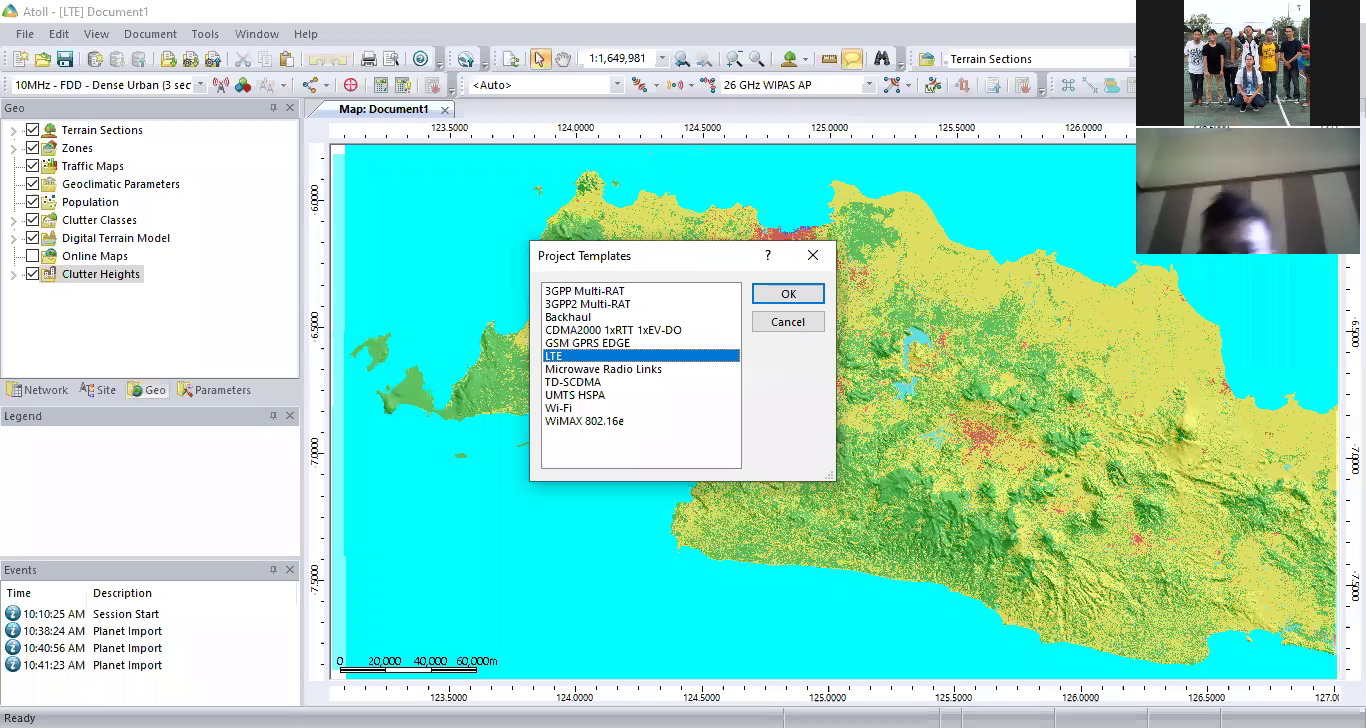 Atoll - [LTE] Document1
File Edit View Document Tools Window Help
1:1,649,981
Terrain Sections
10MHz - FDD - Dense Urban (3 sec
<Auto>
26 GHz WIPAS AP
Geo
Terrain Sections
Zones
Traffic Maps
Geoclimatic Parameters
Population
Clutter Classes
Digital Terrain Model
Online Maps
Clutter Heights
Network Site Geo Parameters
Legend
Events
Time Description
10:10:25 AM Session Start
10:38:24 AM Planet Import
10:40:56 AM Planet Import
10:41:23 AM Planet Import
Ready
Map: Document1
123.5000 124.0000 124.5000 125.0000 125.5000 126.0000
-6.0000
-6.5000
-7.0000
-7.5000
Project Templates
?
3GPP Multi-RAT
3GPP2 Multi-RAT
Backhaul
CDMA2000 1xRTT 1xEV-DO
GSM GPRS EDGE
LTE
Microwave Radio Links
TD-SCDMA
UMTS HSPA
Wi-Fi
WiMAX 802.16e
OK
Cancel
-6.5000
-7.0000
-7.5000
0 20,000 40,000 60,000m
123.5000 124.0000 124.5000 125.0000 125.5000 126.0000 126.5000 127.0